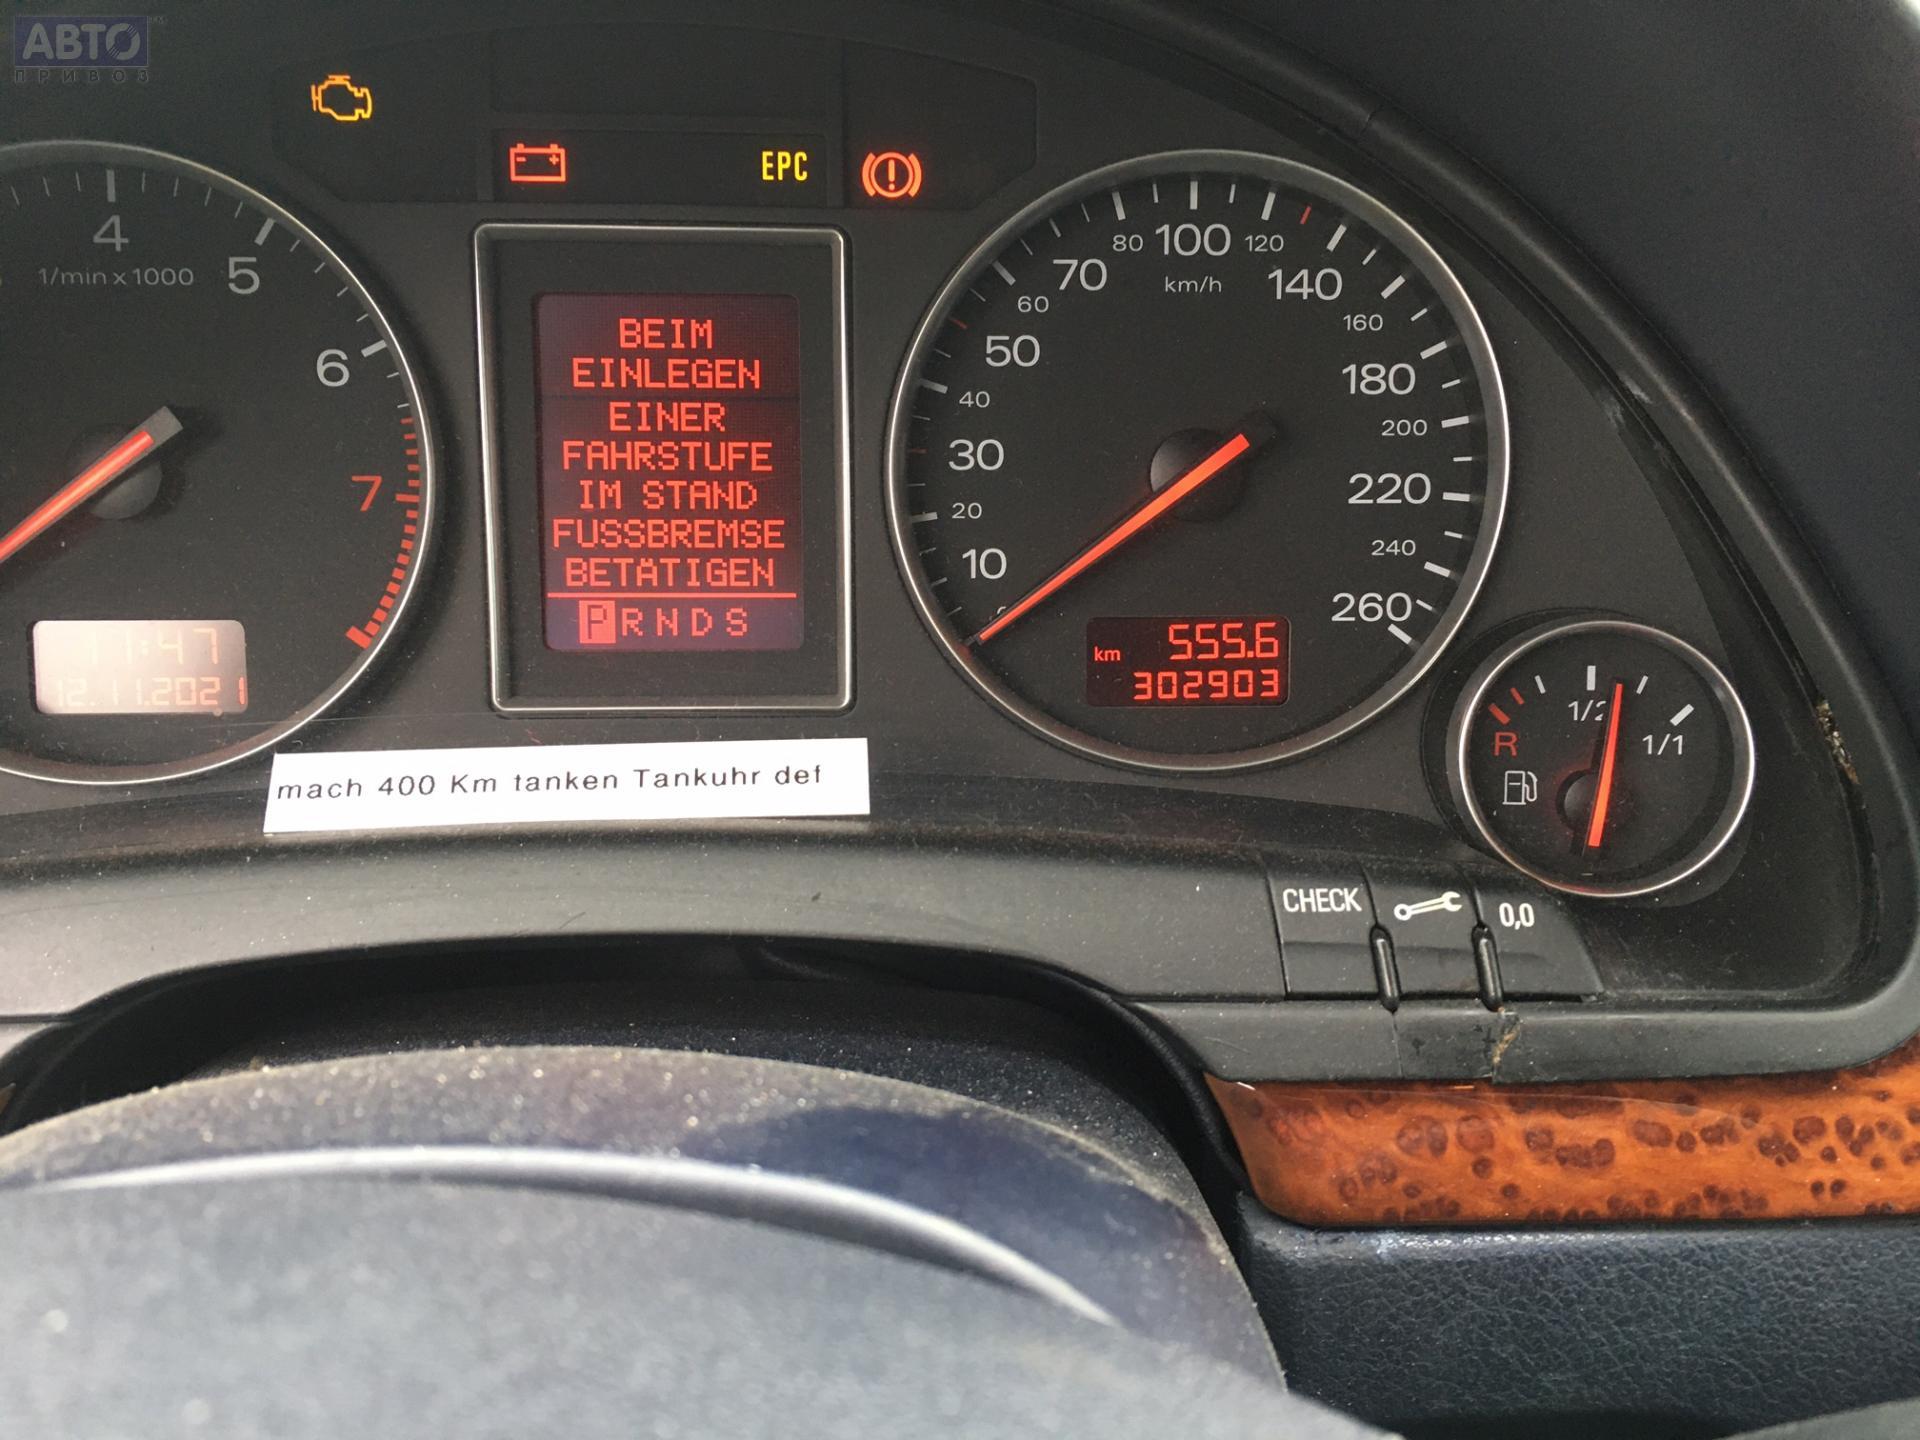 АВТО
ПРИВОЗ
EPC
4
1/min x 1000
5
6
7
11:47
12.11.2021
BEIM
EINLEGEN
EINER
FAHRSTUFE
IM STAND
FUSSBREMSE
BETÄTIGEN
P R N D S
10
20
30
40
50
60
70
80
100
km/h
120
140
160
180
200
220
240
260
km 555.6
302903
R
1/2
1/1
mach 400 Km tanken Tankuhr def
CHECK
0,0